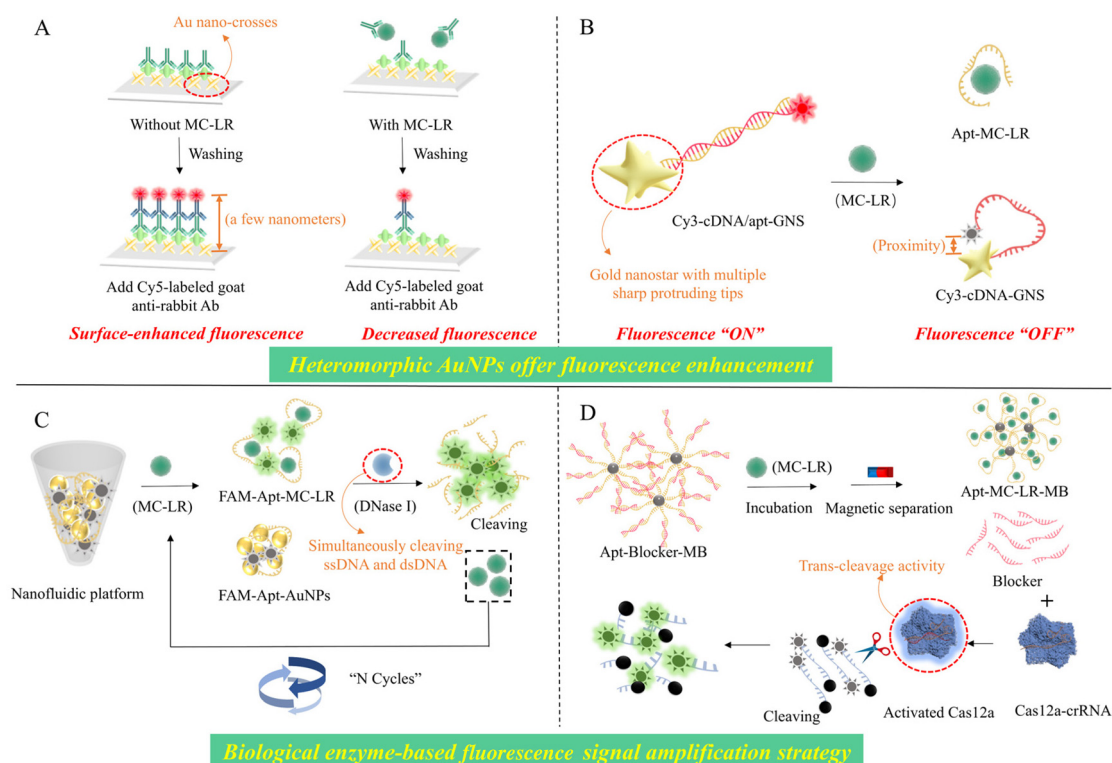 A
Au nano-crosses
Without MC-LR
With MC-LR
Washing
Washing
(a few nanometers)
Add Cy5-labeled goat
anti-rabbit Ab
Add Cy5-labeled goat
anti-rabbit Ab
Surface-enhanced fluorescence
Decreased fluorescence
B
Apt-MC-LR
(MC-LR)
Cy3-cDNA/apt-GNS
(Proximity)
Gold nanostar with multiple
sharp protruding tips
Cy3-cDNA-GNS
Fluorescence “ON”
Fluorescence “OFF”
Heteromorphic AuNPs offer fluorescence enhancement
C
(MC-LR)
FAM-Apt-MC-LR
(DNase I)
Cleaving
Simultaneously cleaving
ssDNA and dsDNA
Nanofluidic platform
FAM-Apt-AuNPs
“N Cycles”
D
(MC-LR)
Incubation
Magnetic separation
Apt-MC-LR-MB
Apt-Blocker-MB
Trans-cleavage activity
Blocker
+
Cleaving
Activated Cas12a
Cas12a-crRNA
Biological enzyme-based fluorescence signal amplification strategy